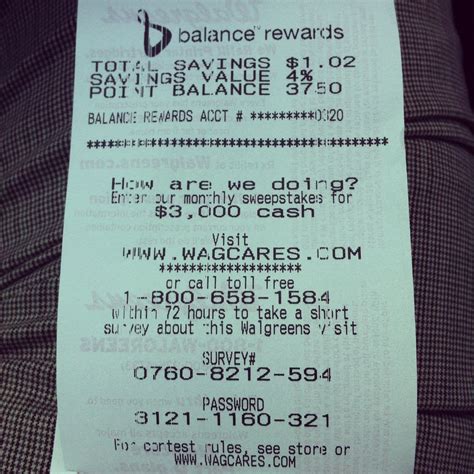 balance™ rewards
TOTAL SAVINGS $1.02
SAVINGS VALUE 4%
POINT BALANCE 3750
BALANCE REWARDS ACCT # *********0320
****************************************
How are we doing?
Enter our monthly sweepstakes for
$3,000 cash
Visit
WWW.WAGCARES.COM
*****************
or call toll free
1-800-658-1584
within 72 hours to take a short
survey about this Walgreens visit
SURVEY#
0760-8212-594
PASSWORD
3121-1160-321
For contest rules, see store or
WWW.WAGCARES.COM